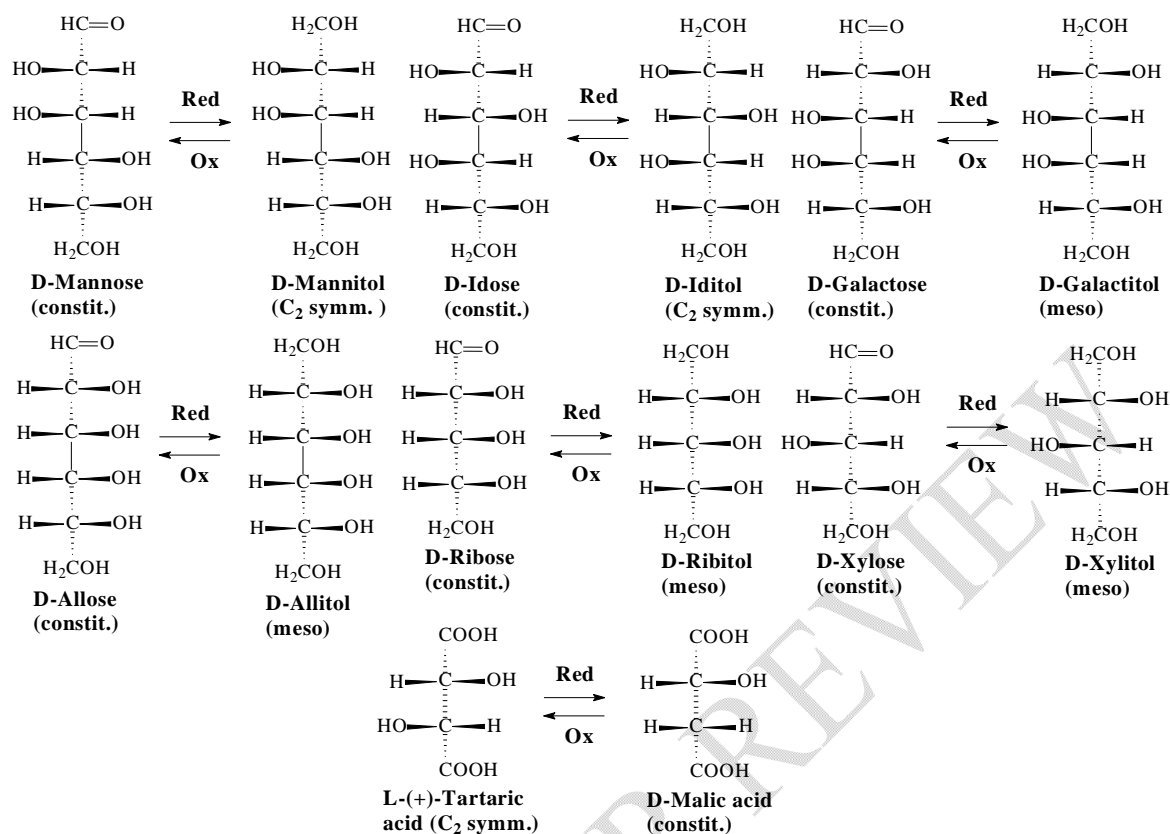 HC=O
HO C H
HO C H
H C OH
H C OH
H₂COH
D-Mannose
(constit.)
Red
Ox
H₂COH
HO C H
HO C H
H C OH
H C OH
H₂COH
D-Mannitol
(C₂ symm. )
HC=O
HO C H
H C OH
HO C H
H C OH
H₂COH
D-Idose
(constit.)
Red
Ox
H₂COH
HO C H
H C OH
HO C H
H C OH
H₂COH
D-Iditol
(C₂ symm.)
HC=O
H C OH
HO C H
HO C H
H C OH
H₂COH
D-Galactose
(constit.)
Red
Ox
H₂COH
H C OH
HO C H
HO C H
H C OH
H₂COH
D-Galactitol
(meso)
HC=O
H C OH
H C OH
H C OH
H C OH
H₂COH
D-Allose
(constit.)
Red
Ox
H₂COH
H C OH
H C OH
H C OH
H C OH
H₂COH
D-Allitol
(meso)
HC=O
H C OH
H C OH
H C OH
H₂COH
D-Ribose
(constit.)
Red
Ox
H₂COH
H C OH
H C OH
H C OH
H₂COH
D-Ribitol
(meso)
HC=O
H C OH
HO C H
H C OH
H₂COH
D-Xylose
(constit.)
Red
Ox
H₂COH
H C OH
HO C H
H C OH
H₂COH
D-Xylitol
(meso)
COOH
H C OH
HO C H
COOH
L-(+)-Tartaric
acid (C₂ symm.)
Red
Ox
COOH
H C OH
H C H
COOH
D-Malic acid
(constit.)
REVIEW